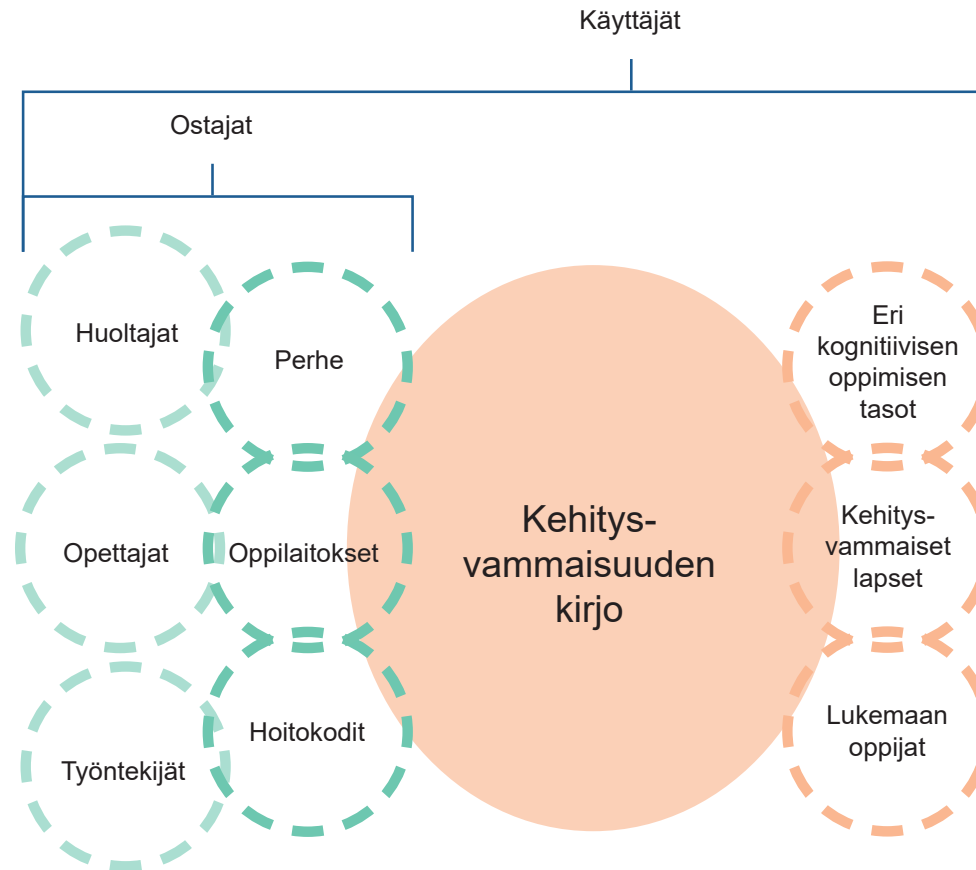 Käyttäjät
Ostajat
Huoltajat
Perhe
Eri
kognitiivisen
oppimisen
tasot
Opettajat
Oppilaitokset
Kehitys-
vammaisuuden
kirjo
Kehitys-
vammaiset
lapset
Työntekijät
Hoitokodit
Lukemaan
oppijat